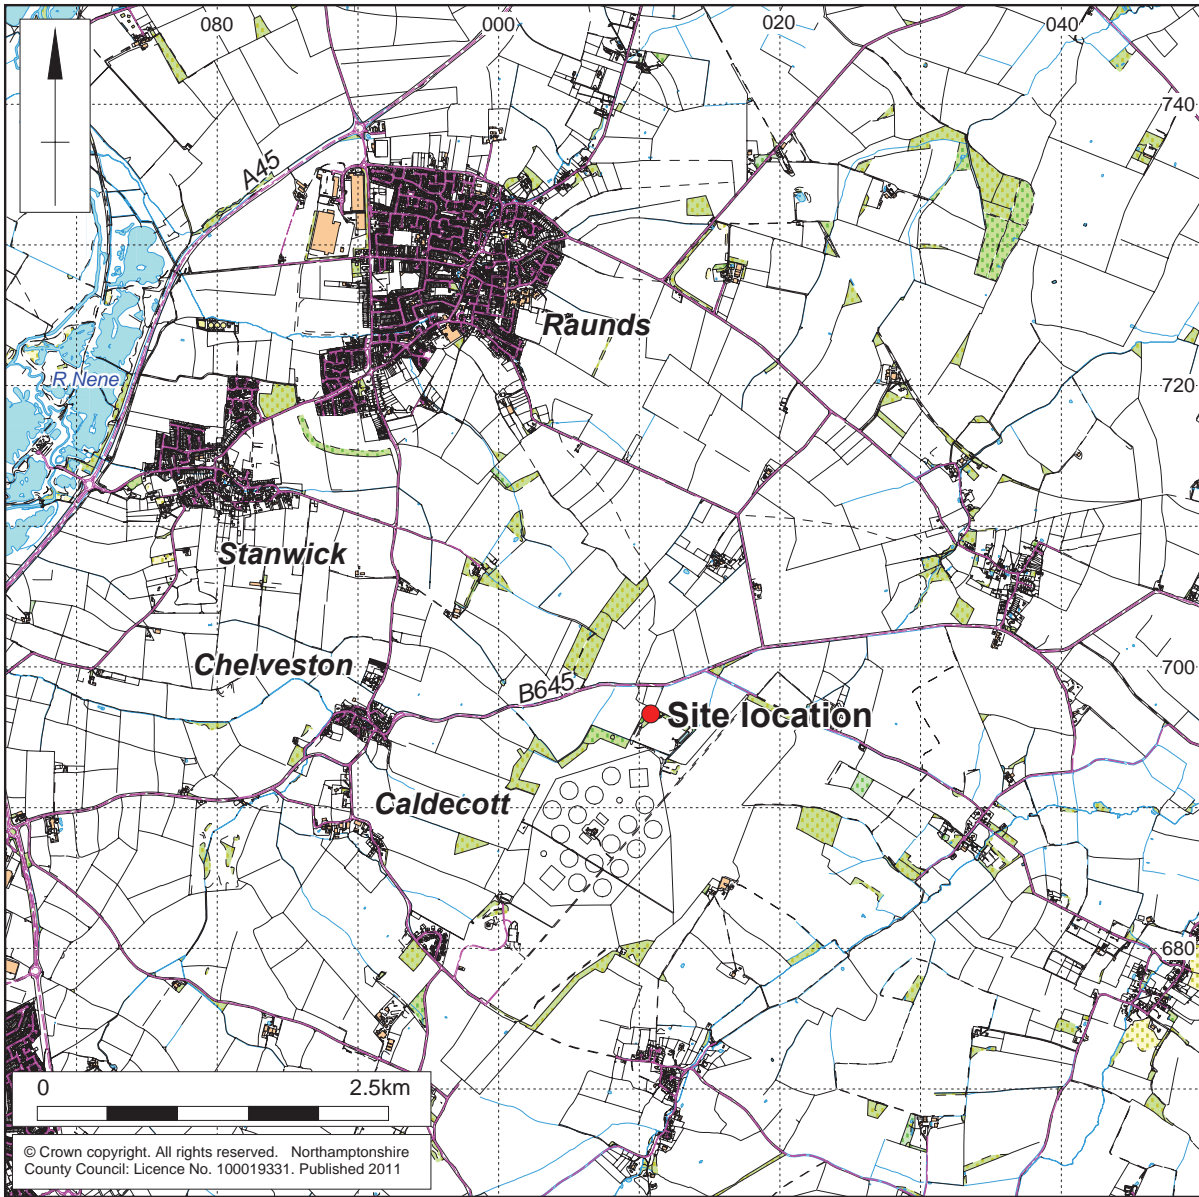 080
000
020
040
740
A45
Raunds
R Nene
720
Stanwick
Chelveston
700
B645
Site location
Caldecott
680
0
2.5km
© Crown copyright. All rights reserved. Northamptonshire
County Council: Licence No. 100019331. Published 2011